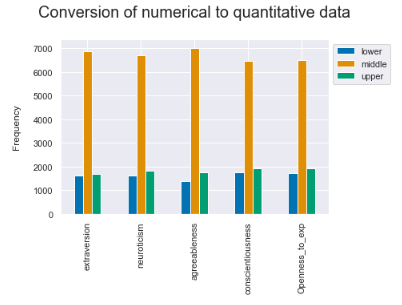 Conversion of numerical to quantitative data
lower
middle
upper
Frequency
7000
6000
5000
4000
3000
2000
1000
0
extraversion
neuroticism
agreeableness
conscientiousness
Openness_to_exp